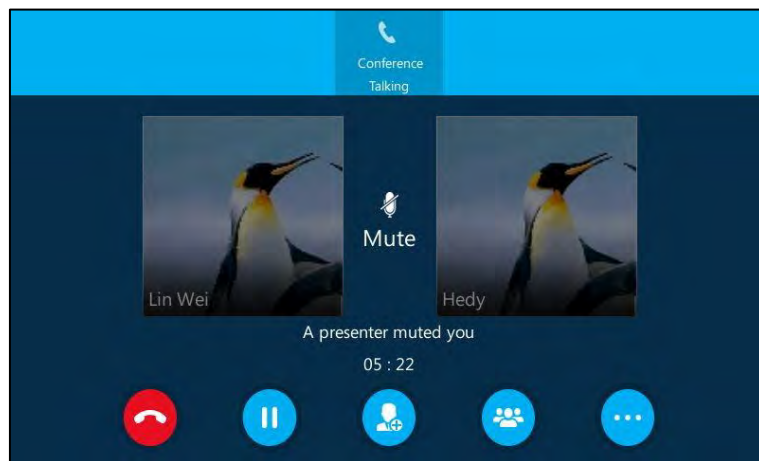 Conference
Talking
Mute
Lin Wei
Hedy
A presenter muted you
05 : 22